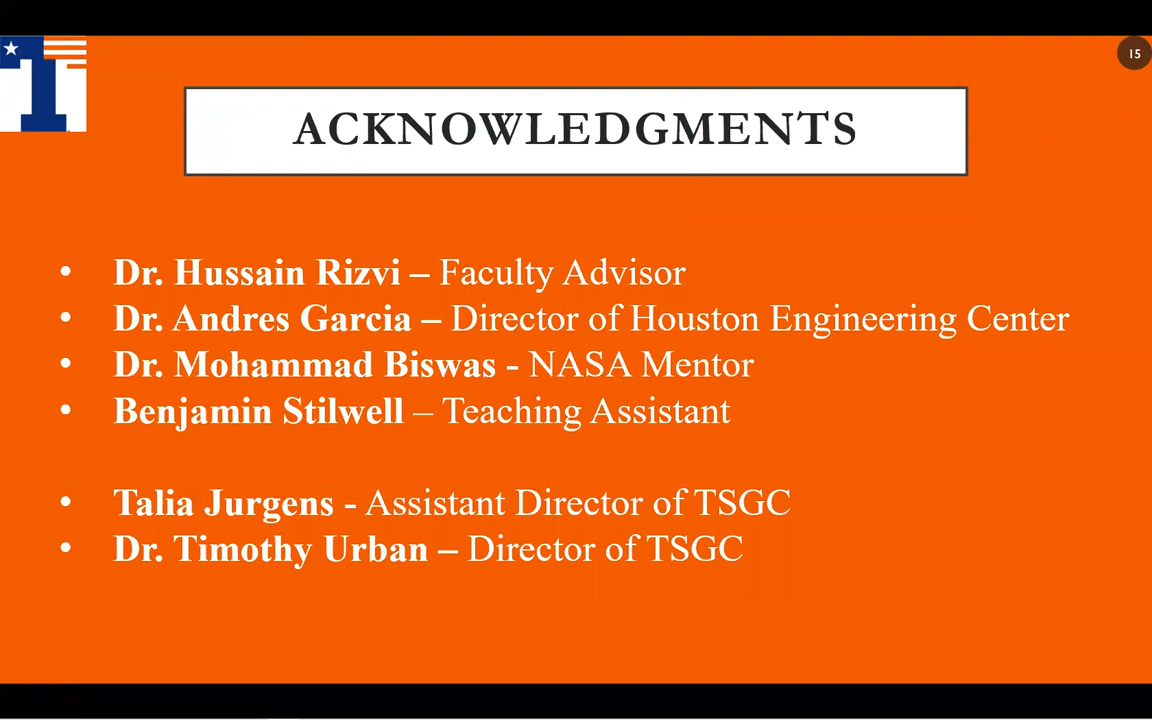 15
ACKNOWLEDGMENTS
• Dr. Hussain Rizvi – Faculty Advisor
• Dr. Andres Garcia – Director of Houston Engineering Center
• Dr. Mohammad Biswas - NASA Mentor
• Benjamin Stilwell – Teaching Assistant
• Talia Jurgens - Assistant Director of TSGC
• Dr. Timothy Urban – Director of TSGC